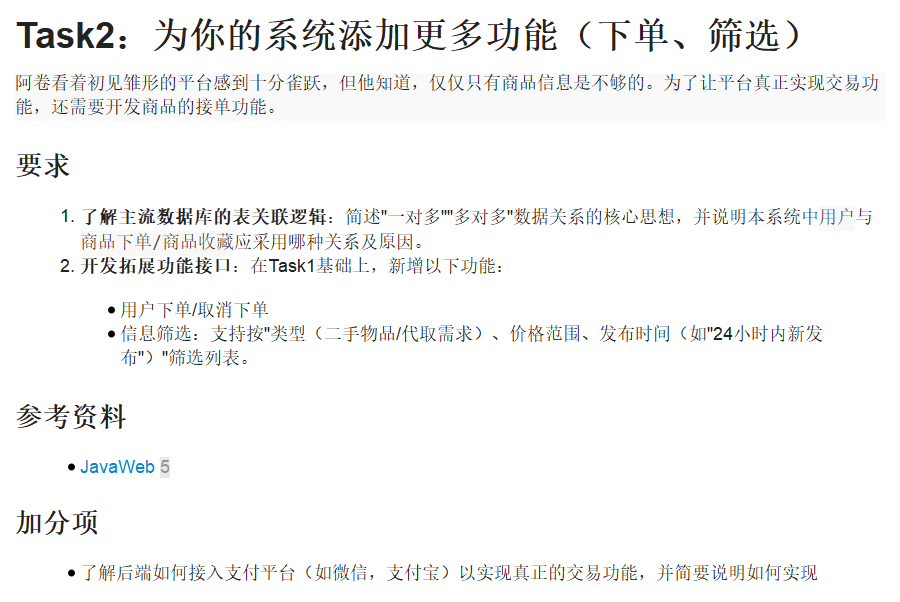 Task2：为你的系统添加更多功能（下单、筛选）
阿卷看着初见雏形的平台感到十分雀跃，但他知道，仅仅只有商品信息是不够的。为了让平台真正实现交易功
能，还需要开发商品的接单功能。
要求
1. 了解主流数据库的表关联逻辑：简述"一对多""多对多"数据关系的核心思想，并说明本系统中用户与
商品下单/商品收藏应采用哪种关系及原因。
2. 开发拓展功能接口：在Task1基础上，新增以下功能：
• 用户下单/取消下单
• 信息筛选：支持按"类型（二手物品/代取需求）、价格范围、发布时间（如"24小时内新发
布"）"筛选列表。
参考资料
• JavaWeb 5
加分项
• 了解后端如何接入支付平台（如微信，支付宝）以实现真正的交易功能，并简要说明如何实现